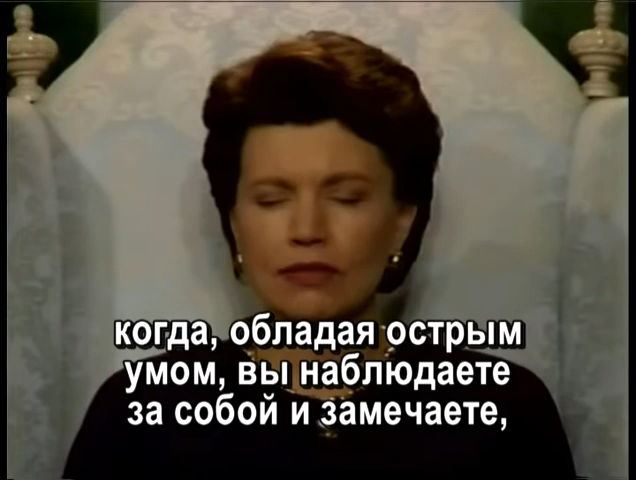 когда, обладая острым
умом, вы наблюдаете
за собой и замечаете,